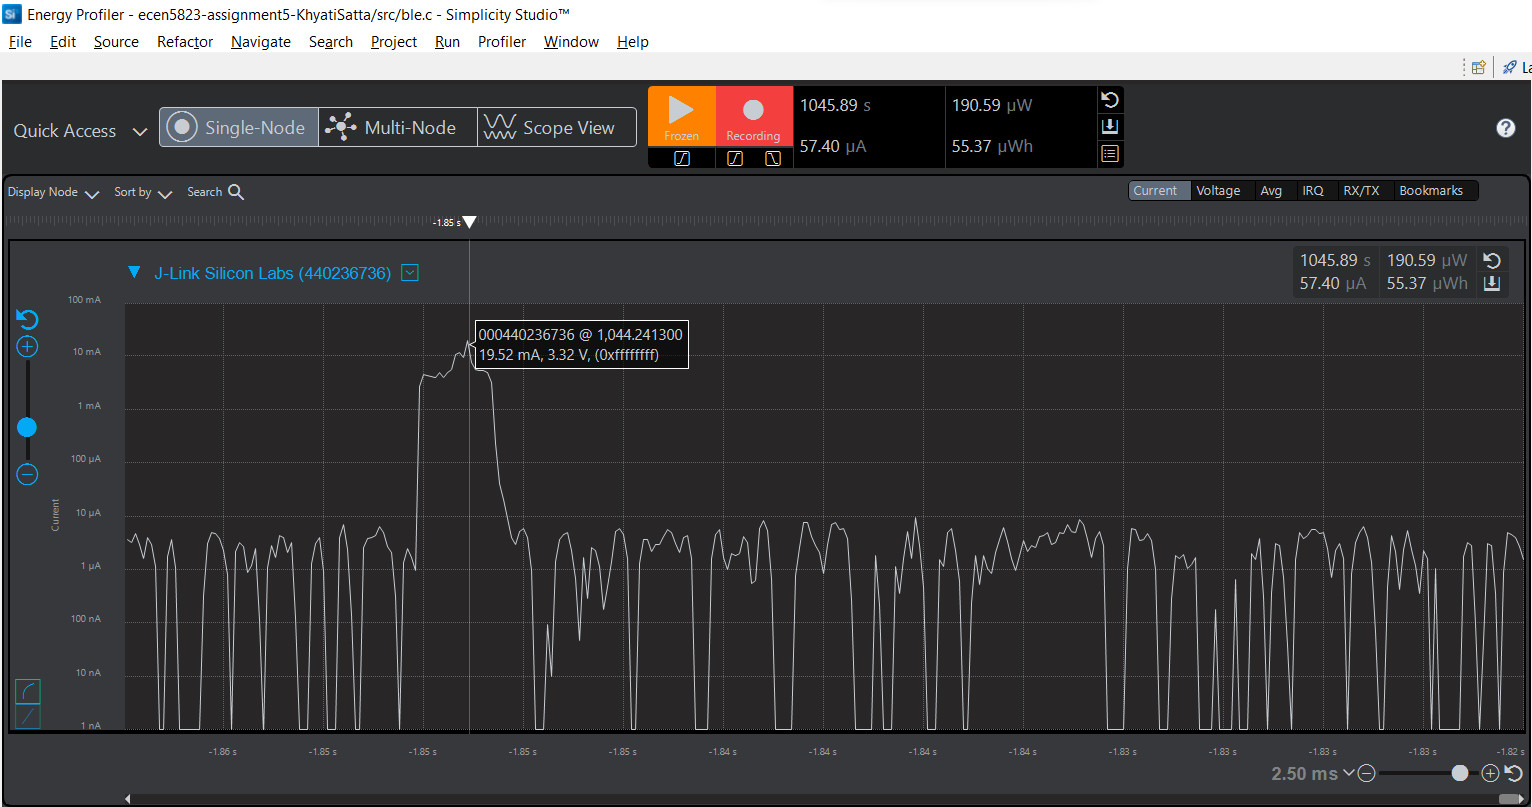 Si Energy Profiler - ecen5823-assignment5-KhyatiSatta/src/ble.c - Simplicity Studio™
File Edit Source Refactor Navigate Search Project Run Profiler Window Help
Quick Access
Single-Node
Multi-Node
Scope View
Frozen
Recording
1045.89 s
190.59 µW
57.40 µA
55.37 µWh
Display Node
Sort by
Search
Current
Voltage
Avg
IRQ
RX/TX
Bookmarks
-1.85 s
J-Link Silicon Labs (440236736)
1045.89 s 190.59 µW
57.40 µA 55.37 µWh
000440236736 @ 1,044.241300
19.52 mA, 3.32 V, (0xffffffff)
100 mA
10 mA
1 mA
100 µA
10 µA
1 µA
100 nA
10 nA
1 nA
Current
-1.86 s -1.85 s -1.85 s -1.85 s -1.85 s -1.84 s -1.84 s -1.84 s -1.84 s -1.83 s -1.83 s -1.83 s -1.83 s -1.82 s
2.50 ms